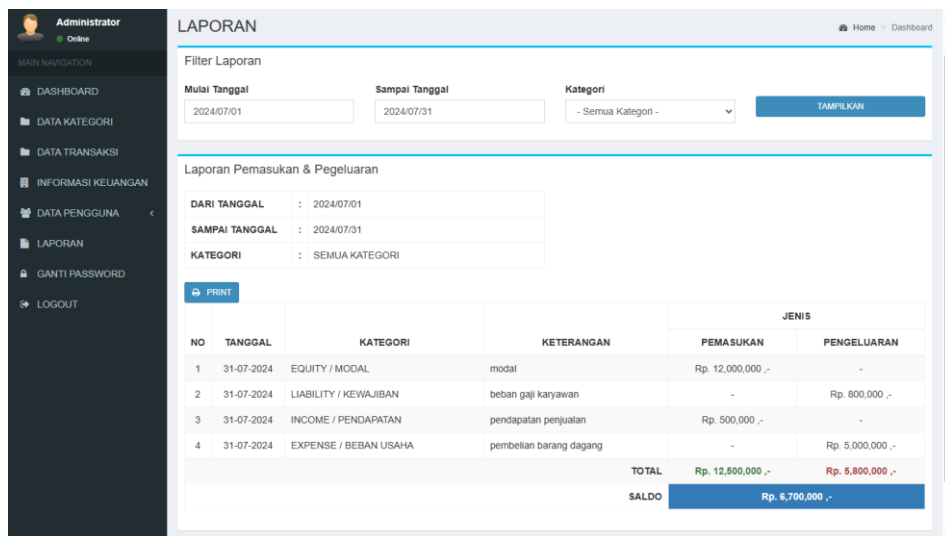 Administrator
Online
MAIN NAVIGATION
DASHBOARD
DATA KATEGORI
DATA TRANSAKSI
INFORMASI KEUANGAN
DATA PENGGUNA <
LAPORAN
GANTI PASSWORD
LOGOUT
LAPORAN
Home > Dashboard
Filter Laporan
Mulai Tanggal Sampai Tanggal Kategori
2024/07/01 2024/07/31 - Semua Kategori - TAMPILKAN
Laporan Pemasukan & Pegeluaran
DARI TANGGAL : 2024/07/01
SAMPAI TANGGAL : 2024/07/31
KATEGORI : SEMUA KATEGORI
PRINT
JENIS
NO TANGGAL KATEGORI KETERANGAN PEMASUKAN PENGELUARAN
1 31-07-2024 EQUITY / MODAL modal Rp. 12,000,000 ,- -
2 31-07-2024 LIABILITY / KEWAJIBAN beban gaji karyawan - Rp. 800,000 ,-
3 31-07-2024 INCOME / PENDAPATAN pendapatan penjualan Rp. 500,000 ,- -
4 31-07-2024 EXPENSE / BEBAN USAHA pembelian barang dagang - Rp. 5,000,000 ,-
TOTAL Rp. 12,500,000 ,- Rp. 5,800,000 ,-
SALDO Rp. 6,700,000 ,-